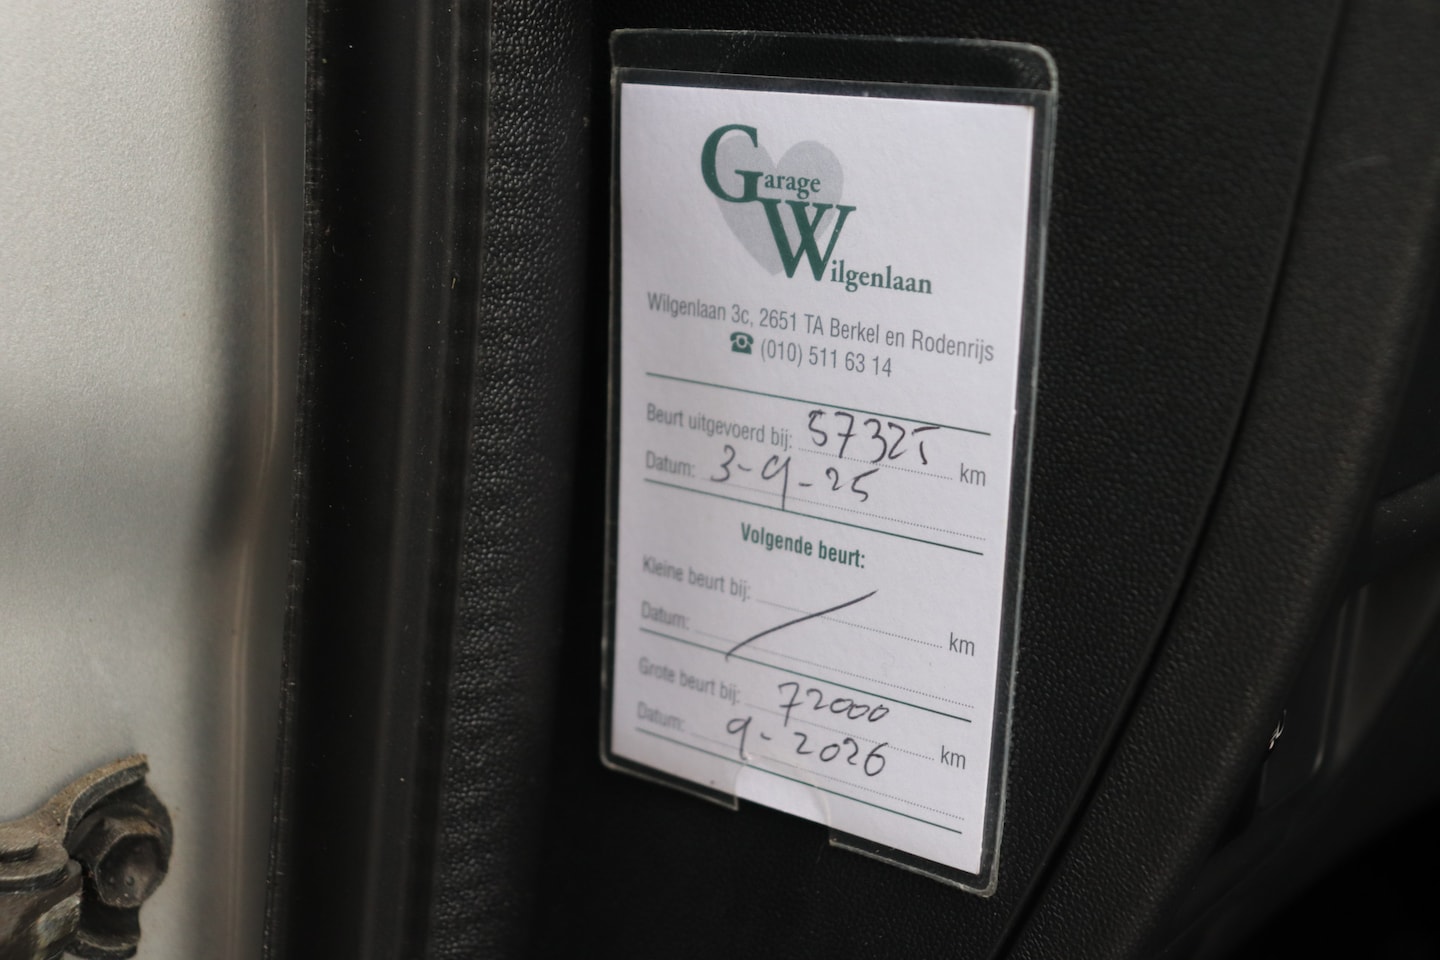 Garage
Wilgenlaan
Wilgenlaan 3c, 2651 TA Berkel en Rodenrijs
☎ (010) 511 63 14
Beurt uitgevoerd bij: 57325 km
Datum: 3-9-25
Volgende beurt:
Kleine beurt bij: km
Datum:
Grote beurt bij: 72000 km
Datum: 9-2026